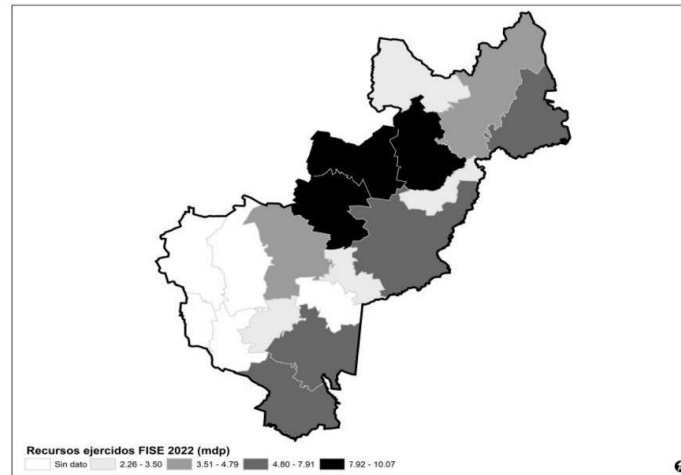 Recursos ejercidos FISE 2022 (mdp)
Sin dato 2.26 - 3.50 3.51 - 4.79 4.80 - 7.91 7.92 - 10.07